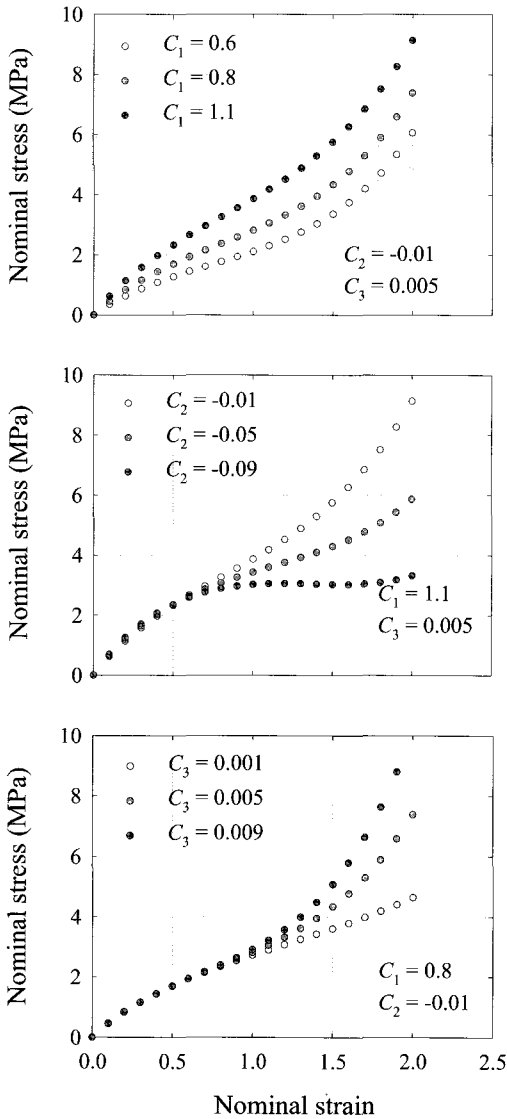 10
8
6
4
2
0
Nominal stress (MPa)
C1 = 0.6
C1 = 0.8
C1 = 1.1
C2 = -0.01
C3 = 0.005
10
8
6
4
2
0
Nominal stress (MPa)
C2 = -0.01
C2 = -0.05
C2 = -0.09
C1 = 1.1
C3 = 0.005
10
8
6
4
2
0
Nominal stress (MPa)
C3 = 0.001
C3 = 0.005
C3 = 0.009
C1 = 0.8
C2 = -0.01
0.0 0.5 1.0 1.5 2.0 2.5
Nominal strain